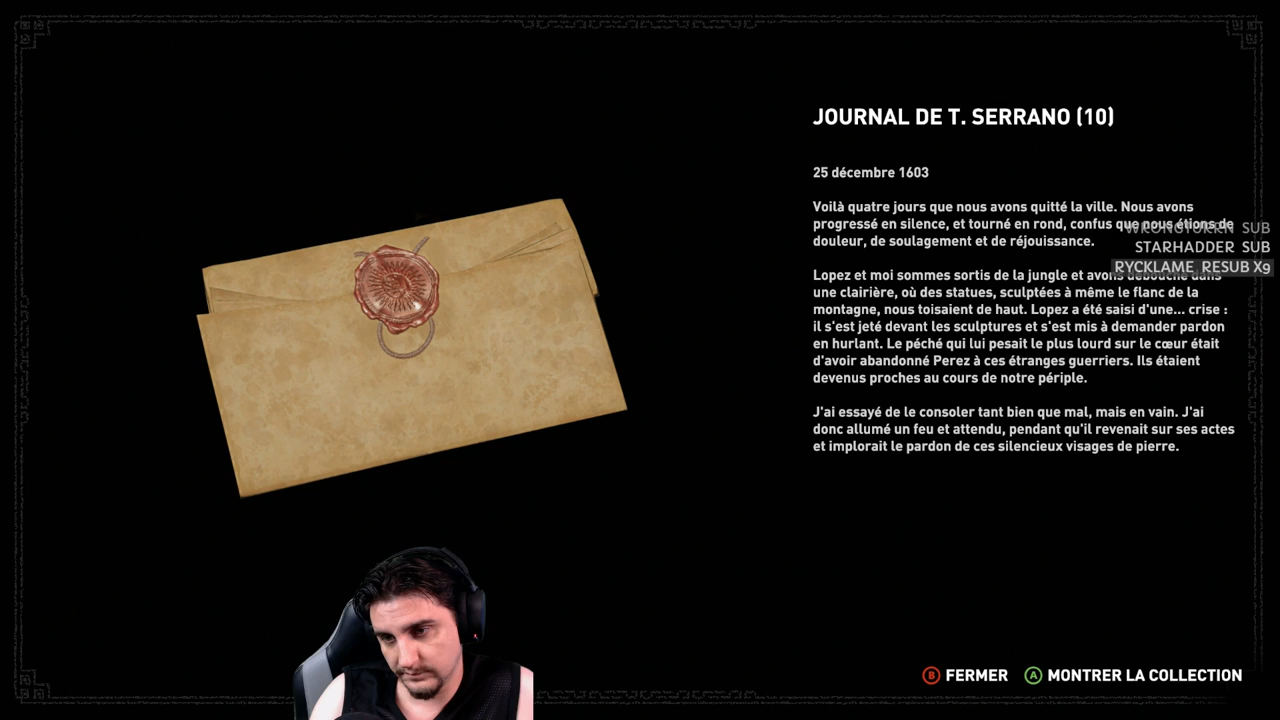 JOURNAL DE T. SERRANO (10)
25 décembre 1603
Voilà quatre jours que nous avons quitté la ville. Nous avons
progressé en silence, et tourné en rond, confus que nous étions de
douleur, de soulagement et de réjouissance.
WRONGTURRN SUB
STARHADDER SUB
RYCKLAME RESUB X9
Lopez et moi sommes sortis de la jungle et avons débouché dans
une clairière, où des statues, sculptées à même le flanc de la
montagne, nous toisaient de haut. Lopez a été saisi d'une... crise :
il s'est jeté devant les sculptures et s'est mis à demander pardon
en hurlant. Le péché qui lui pesait le plus lourd sur le cœur était
d'avoir abandonné Perez à ces étranges guerriers. Ils étaient
devenus proches au cours de notre périple.
J'ai essayé de le consoler tant bien que mal, mais en vain. J'ai
donc allumé un feu et attendu, pendant qu'il revenait sur ses actes
et implorait le pardon de ces silencieux visages de pierre.
B FERMER A MONTRER LA COLLECTION